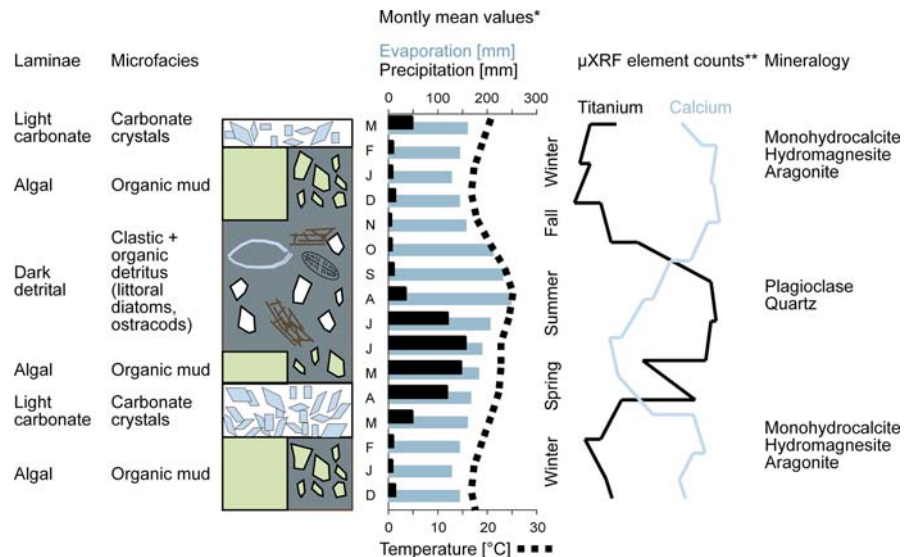 Montly mean values*
Evaporation [mm]
Precipitation [mm]
Laminae
Microfacies
µXRF element counts**
Mineralogy
0 100 200 300
Titanium
Calcium
Light
carbonate
Carbonate
crystals
Algal
Organic mud
Dark
detrital
Clastic +
organic
detritus
(littoral
diatoms,
ostracods)
Algal
Organic mud
Light
carbonate
Carbonate
crystals
Algal
Organic mud
M
F
J
D
N
O
S
A
J
J
M
A
M
F
J
D
Winter
Fall
Summer
Spring
Winter
Monohydrocalcite
Hydromagnesite
Aragonite
Plagioclase
Quartz
Monohydrocalcite
Hydromagnesite
Aragonite
0 10 20 30
Temperature [°C]